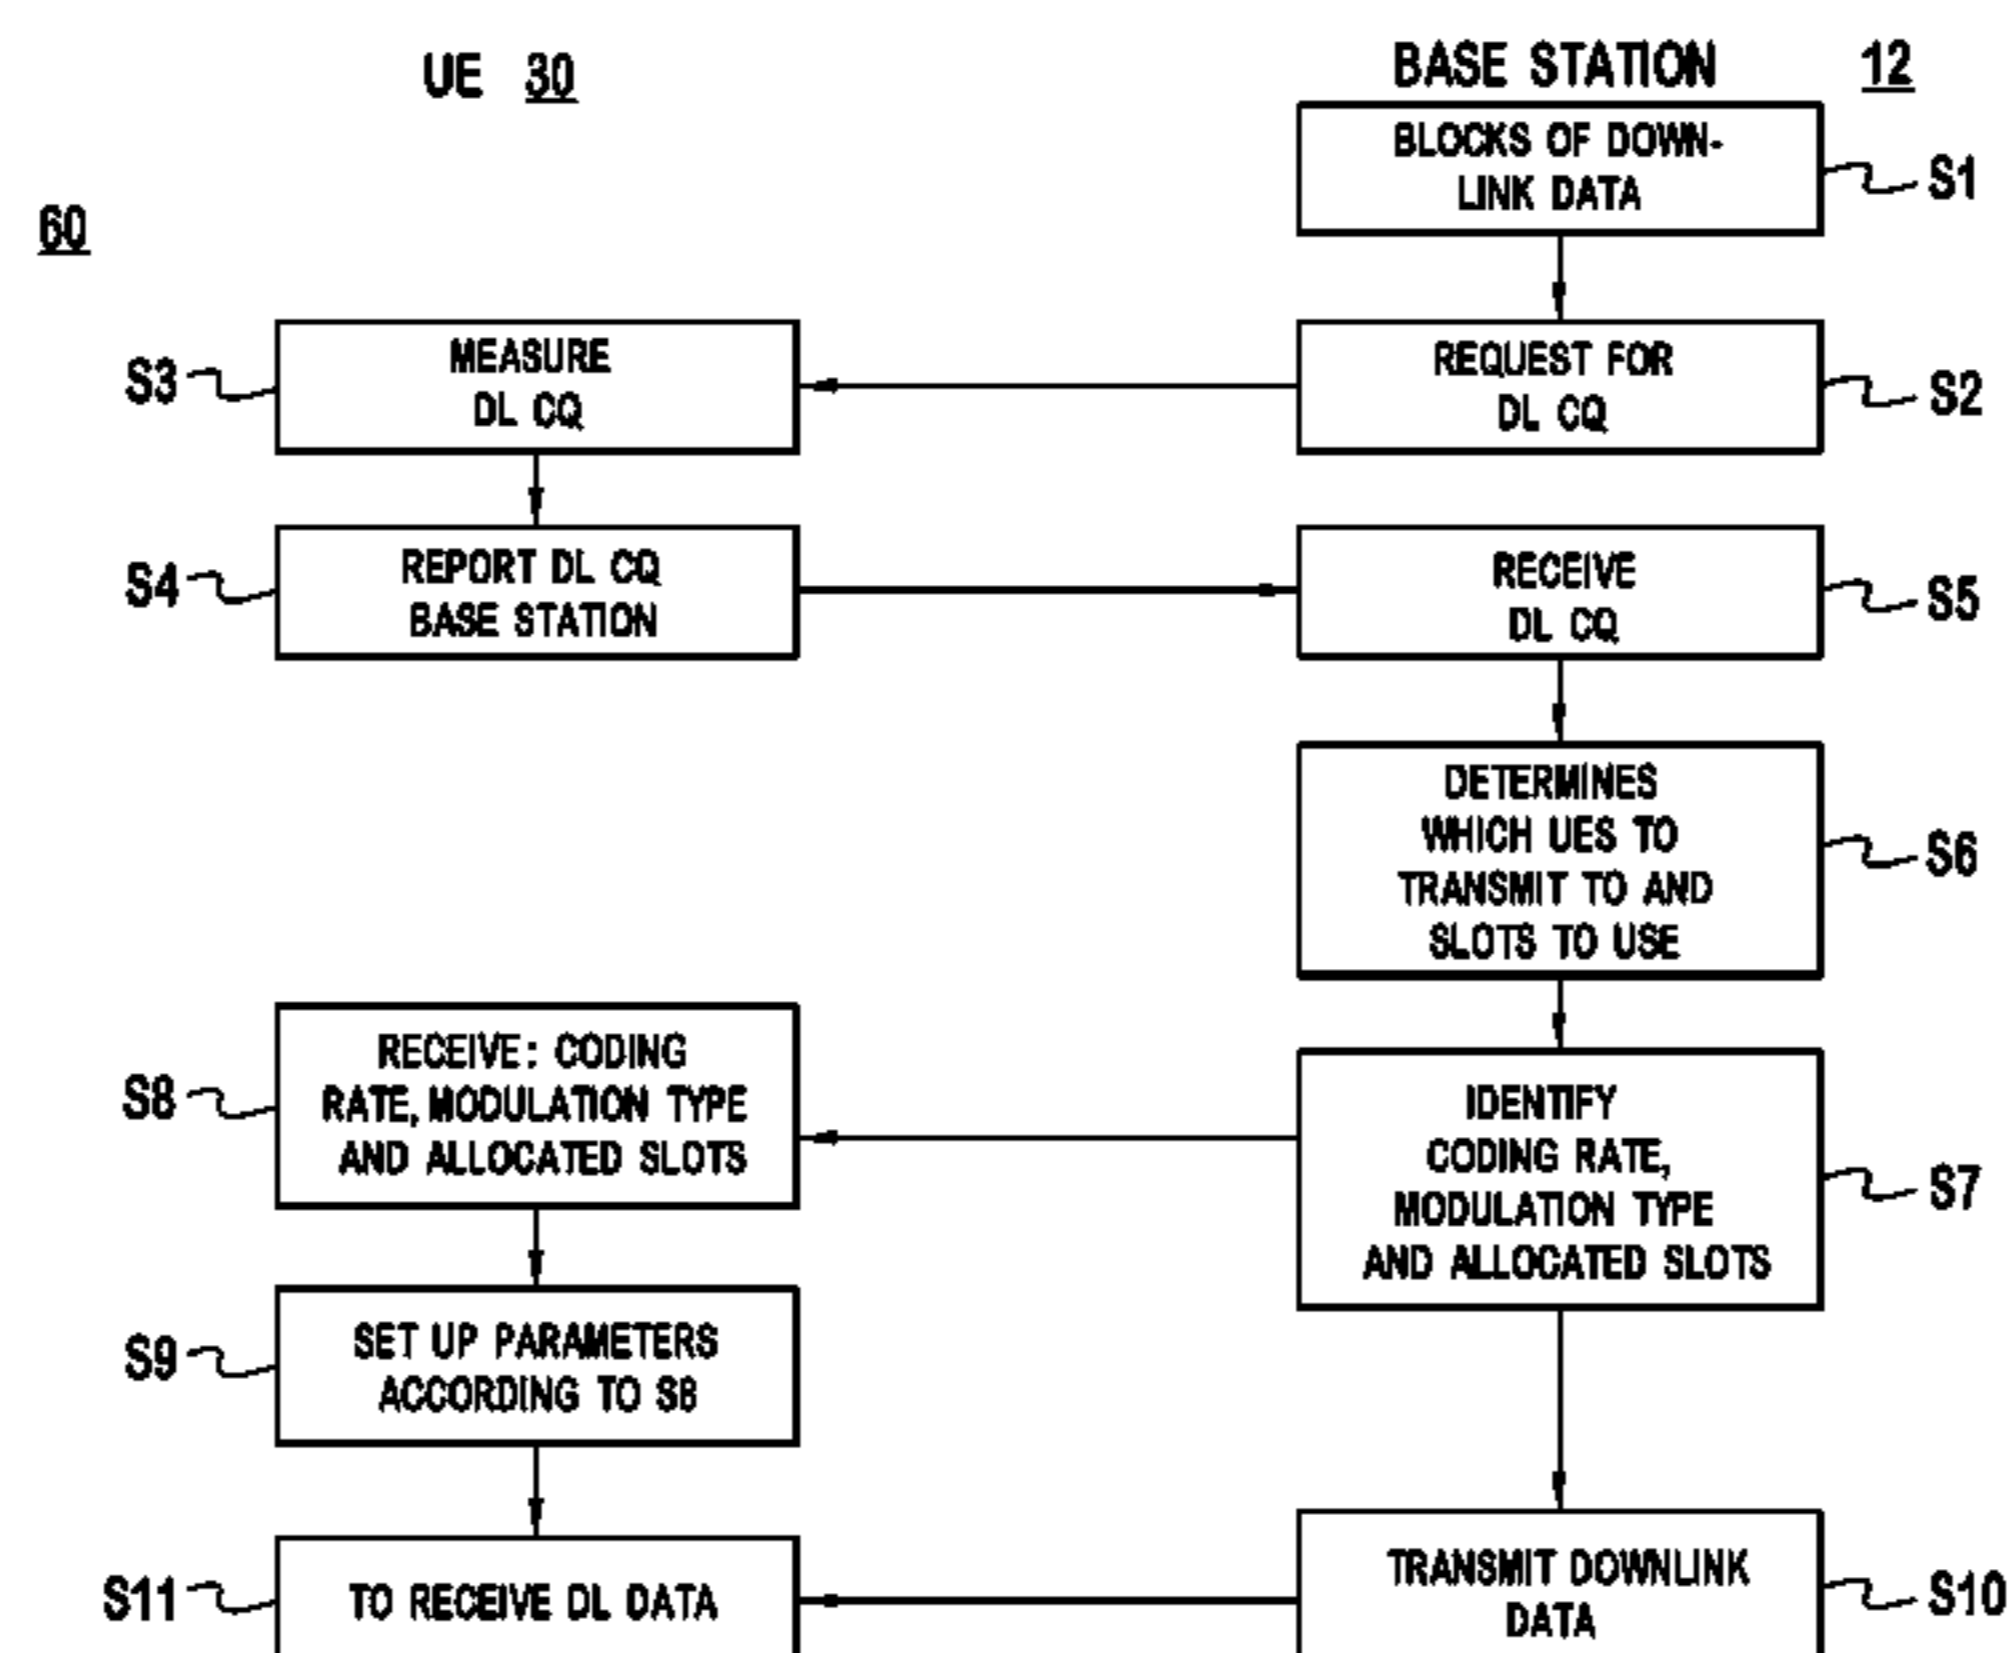 UE 30
BASE STATION 12
BLOCKS OF DOWN-
LINK DATA
S1
60
S3
MEASURE
DL CQ
REQUEST FOR
DL CQ
S2
S4
REPORT DL CQ
BASE STATION
RECEIVE
DL CQ
S5
DETERMINES
WHICH UES TO
TRANSMIT TO AND
SLOTS TO USE
S6
S8
RECEIVE: CODING
RATE, MODULATION TYPE
AND ALLOCATED SLOTS
IDENTIFY
CODING RATE,
MODULATION TYPE
AND ALLOCATED SLOTS
S7
S9
SET UP PARAMETERS
ACCORDING TO S8
S11
TO RECEIVE DL DATA
TRANSMIT DOWNLINK
DATA
S10